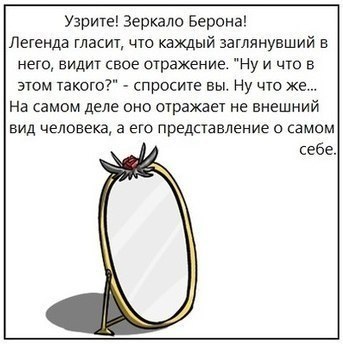 Узрите! Зеркало Берона!
Легенда гласит, что каждый заглянувший в
него, видит свое отражение. "Ну и что в
этом такого?" - спросите вы. Ну что же...
На самом деле оно отражает не внешний
вид человека, а его представление о самом
себе.